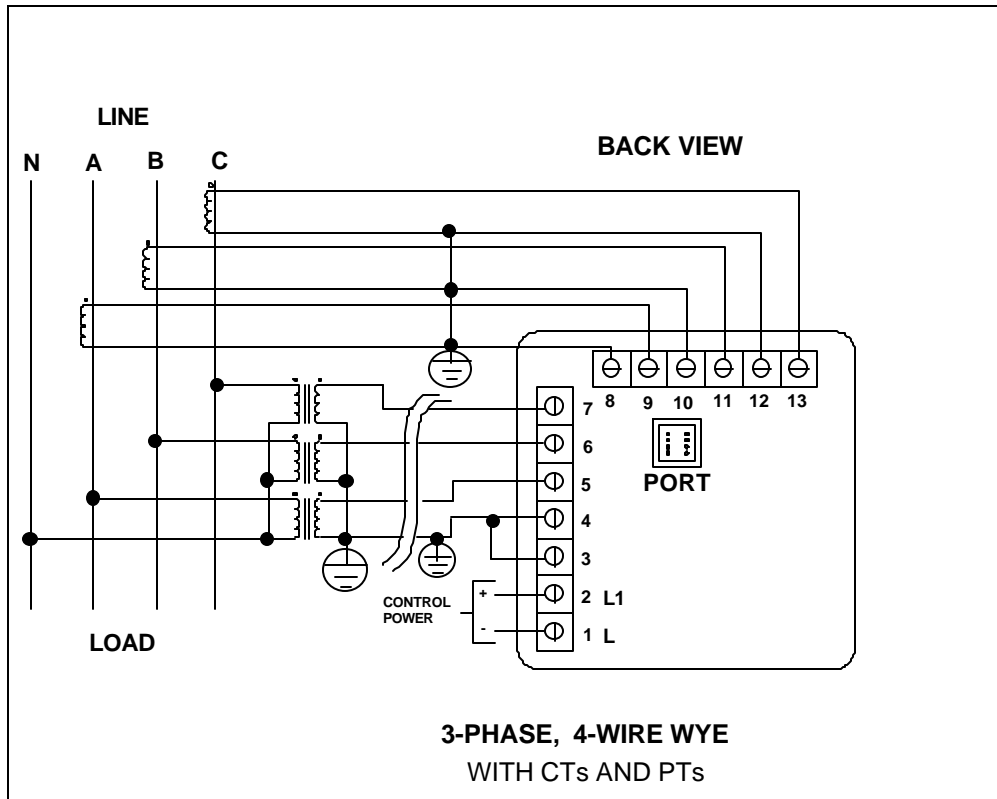 LINE
BACK VIEW
N A B C
8 9 10 11 12 13
7
6
PORT
5
4
3
CONTROL
POWER
+
2 L1
-
1 L
LOAD
3-PHASE, 4-WIRE WYE
WITH CTs AND PTs